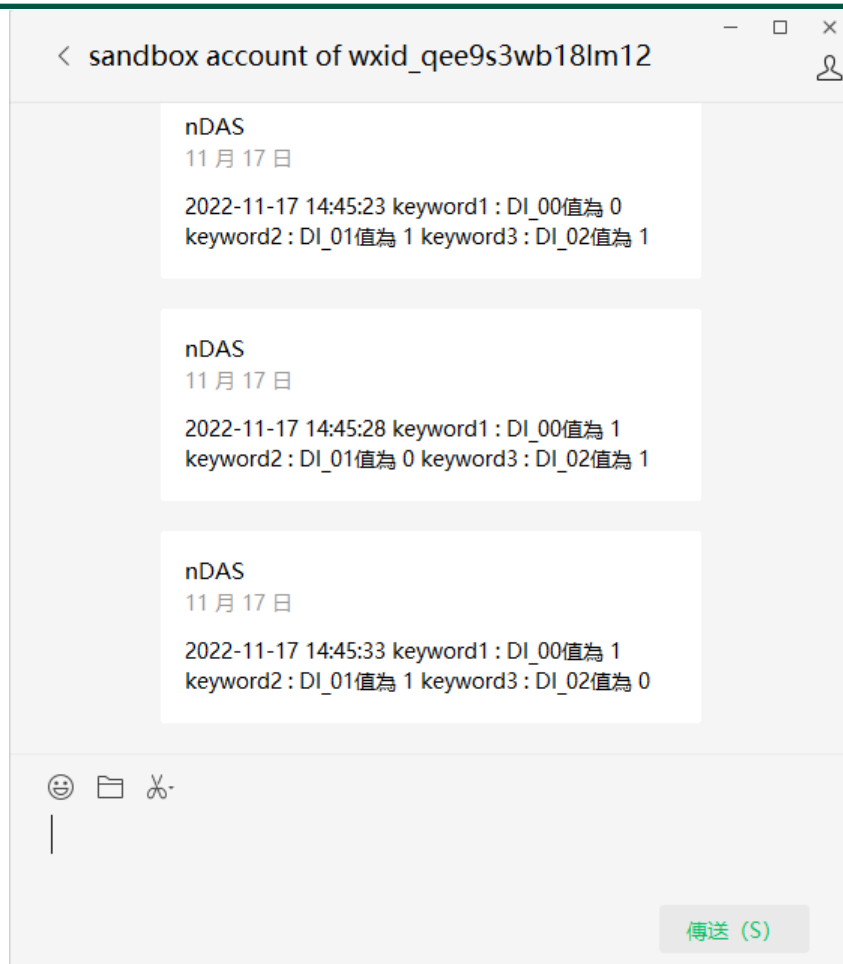 sandbox account of wxid_qee9s3wb18lm12
nDAS
11 月 17 日
2022-11-17 14:45:23 keyword1 : DI_00值為 0
keyword2 : DI_01值為 1 keyword3 : DI_02值為 1
nDAS
11 月 17 日
2022-11-17 14:45:28 keyword1 : DI_00值為 1
keyword2 : DI_01值為 0 keyword3 : DI_02值為 1
nDAS
11 月 17 日
2022-11-17 14:45:33 keyword1 : DI_00值為 1
keyword2 : DI_01值為 1 keyword3 : DI_02值為 0
傳送（S）